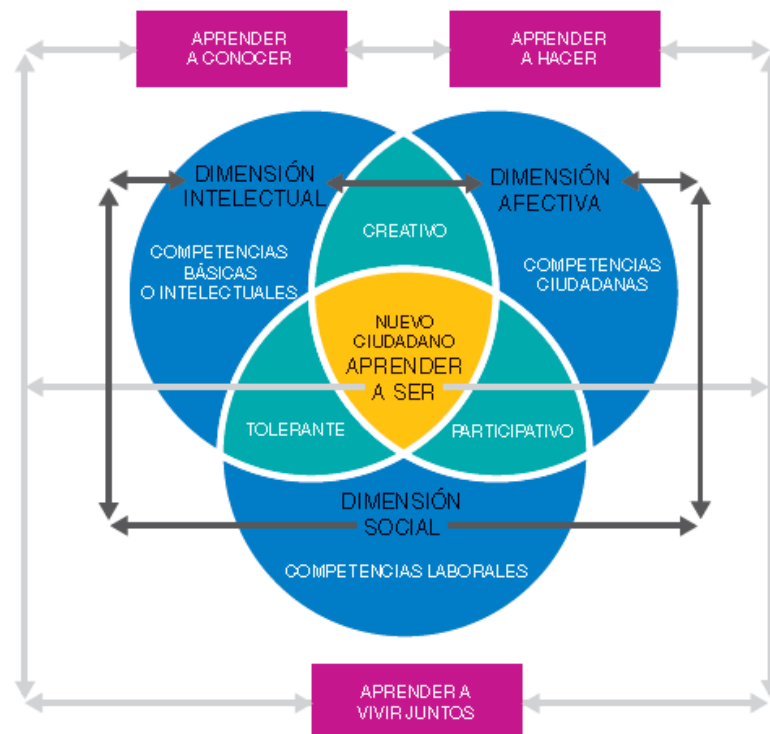 APRENDER
A CONOCER
APRENDER
A HACER
DIMENSIÓN
INTELECTUAL
DIMENSIÓN
AFECTIVA
CREATIVO
COMPETENCIAS
BÁSICAS
O INTELECTUALES
COMPETENCIAS
CIUDADANAS
NUEVO
CIUDADANO
APRENDER
A SER
TOLERANTE
PARTICIPATIVO
DIMENSIÓN
SOCIAL
COMPETENCIAS LABORALES
APRENDER A
VIVIR JUNTOS